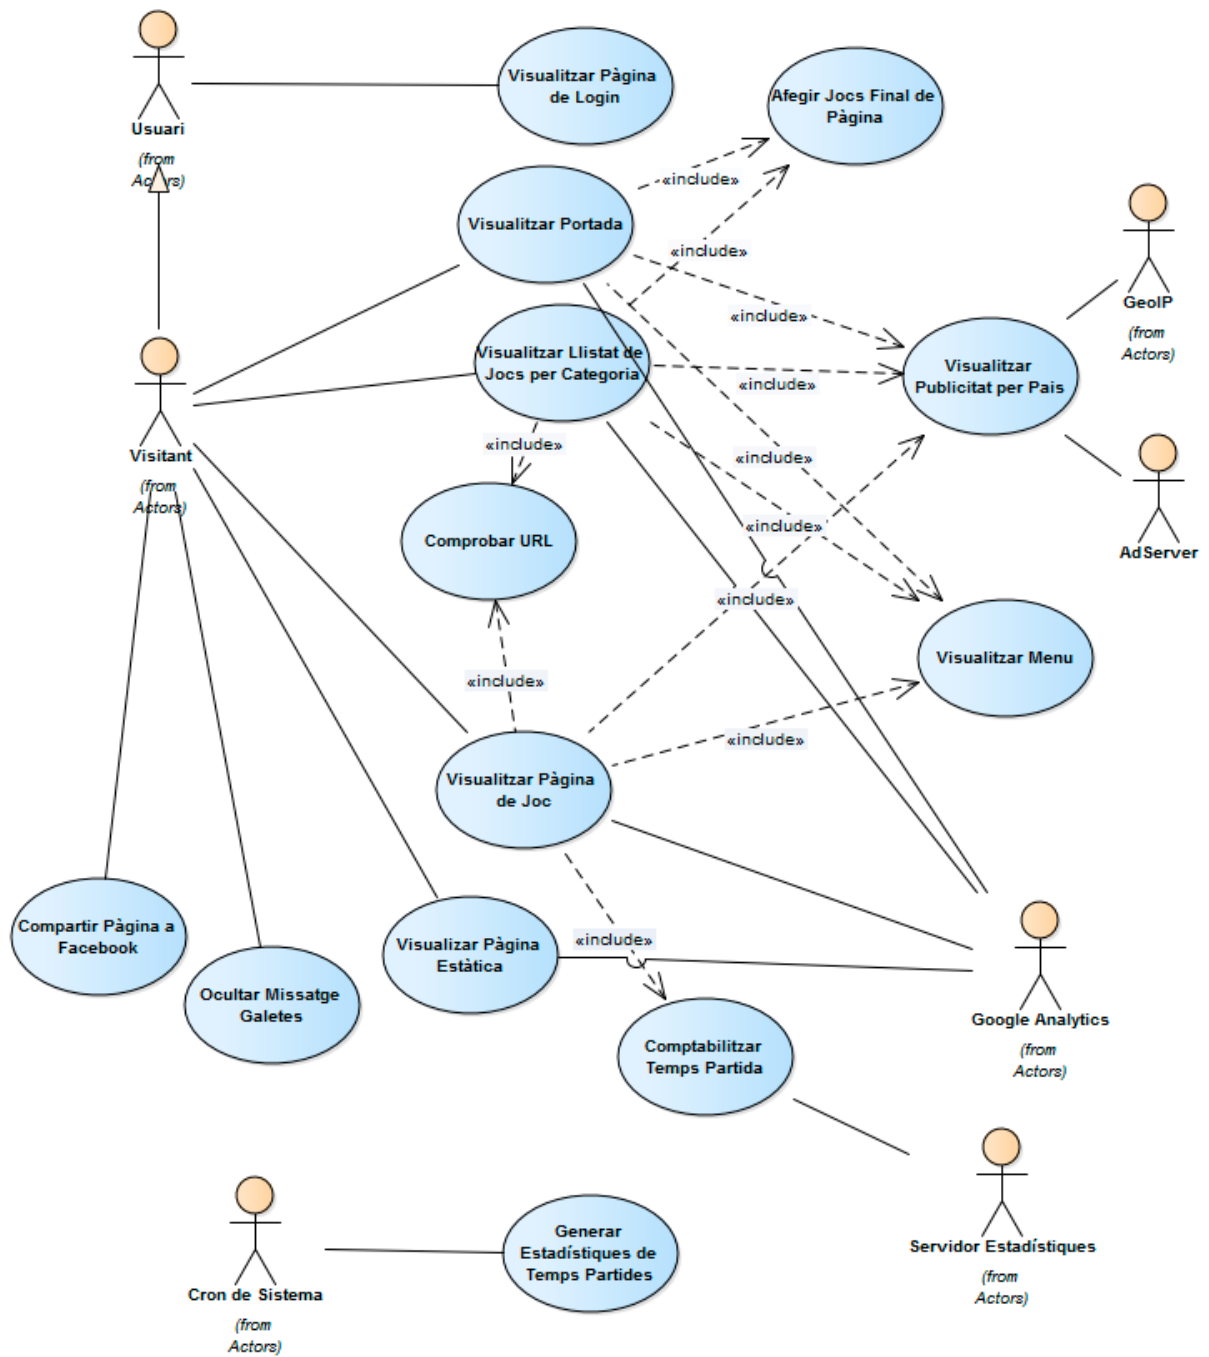 Usuari
(from
Actors)
Visualitzar Pàgina
de Login
Afegir Jocs Final de
Pàgina
«include»
Visualitzar Portada
«include»
GeoIP
(from
Actors)
«include»
Visualitzar Llistat de
Jocs per Categoria
«include»
Visualitzar
Publicitat per Pais
Visitant
(from
Actors)
«include»
«include»
«include»
Comprobar URL
AdServer
«include»
Visualitzar Menu
«include»
«include»
Visualitzar Pàgina
de Joc
Compartir Pàgina a
Facebook
Visualizar Pàgina
Estàtica
«include»
Ocultar Missatge
Galetes
Google Analytics
(from
Actors)
Comptabilitzar
Temps Partida
Servidor Estadístiques
(from
Actors)
Generar
Estadístiques de
Temps Partides
Cron de Sistema
(from
Actors)